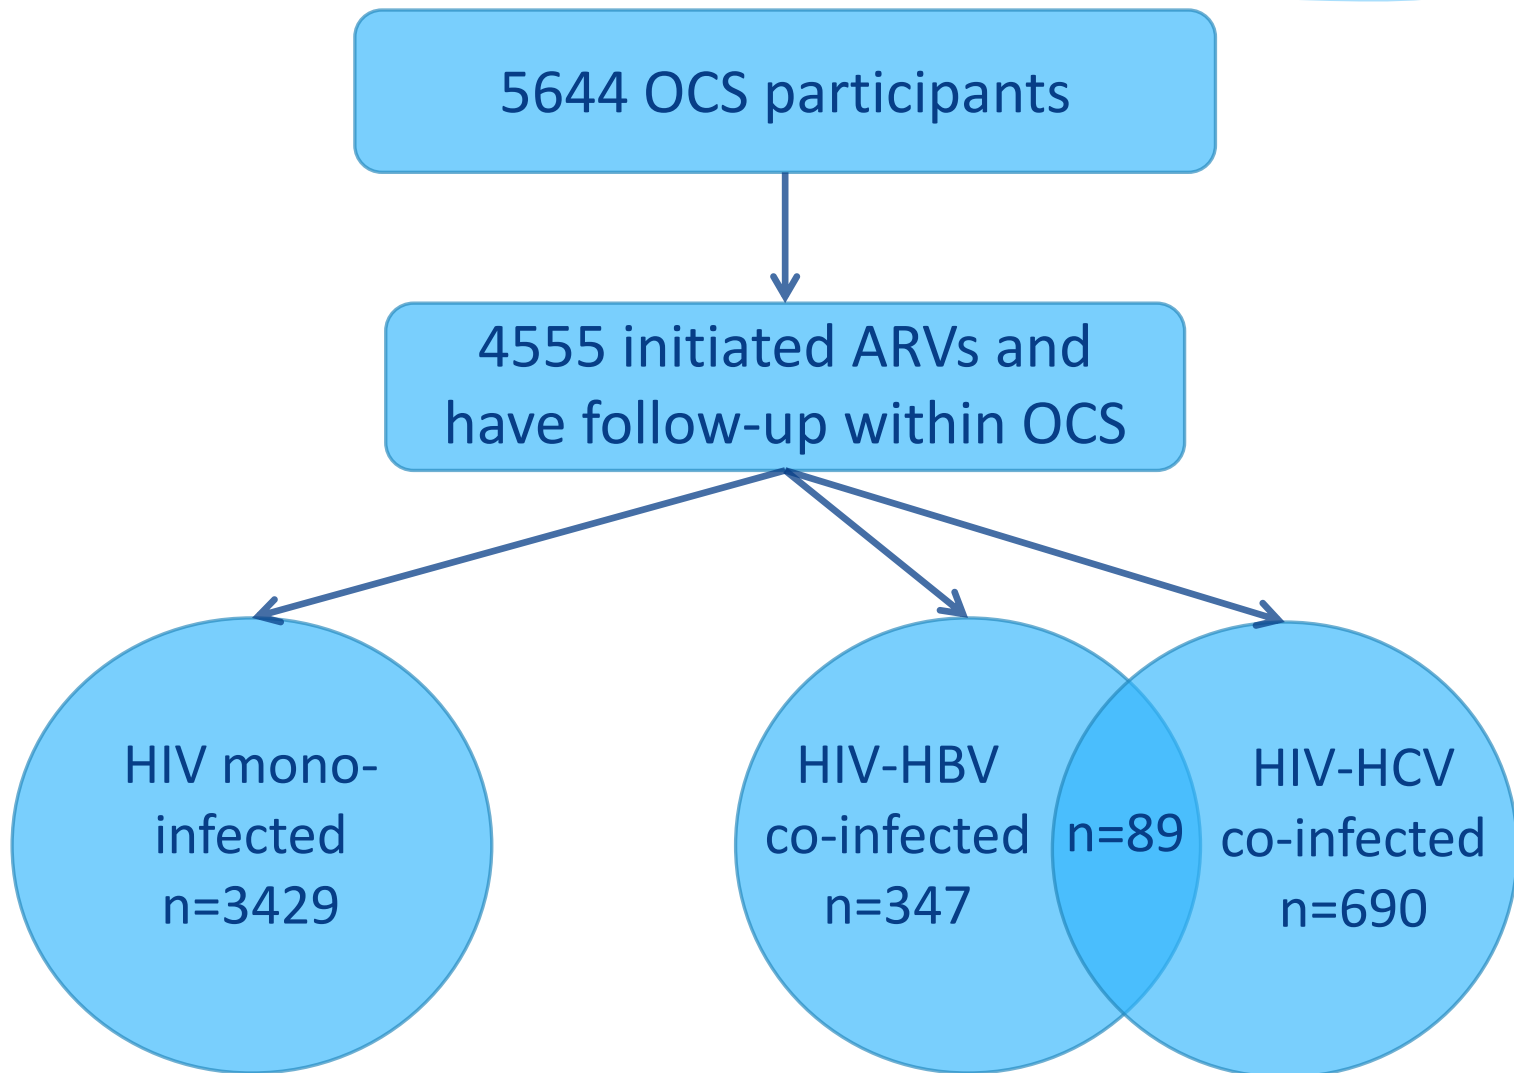 5644 OCS participants
4555 initiated ARVs and
have follow-up within OCS
HIV mono-
infected
n=3429
HIV-HBV
co-infected
n=347
n=89
HIV-HCV
co-infected
n=690